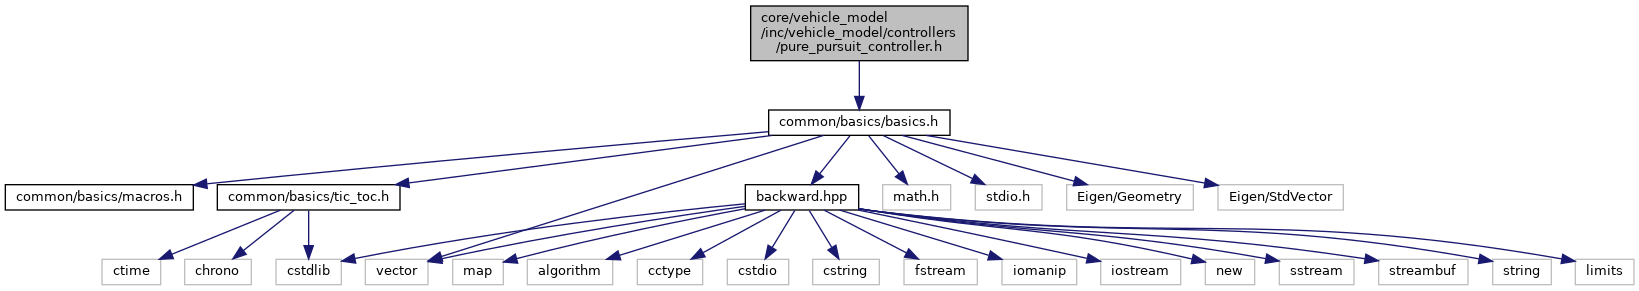 core/vehicle_model
/inc/vehicle_model/controllers
/pure_pursuit_controller.h
common/basics/basics.h
common/basics/macros.h
common/basics/tic_toc.h
backward.hpp
math.h
stdio.h
Eigen/Geometry
Eigen/StdVector
ctime
chrono
cstdlib
vector
map
algorithm
cctype
cstdio
cstring
fstream
iomanip
iostream
new
sstream
streambuf
string
limits